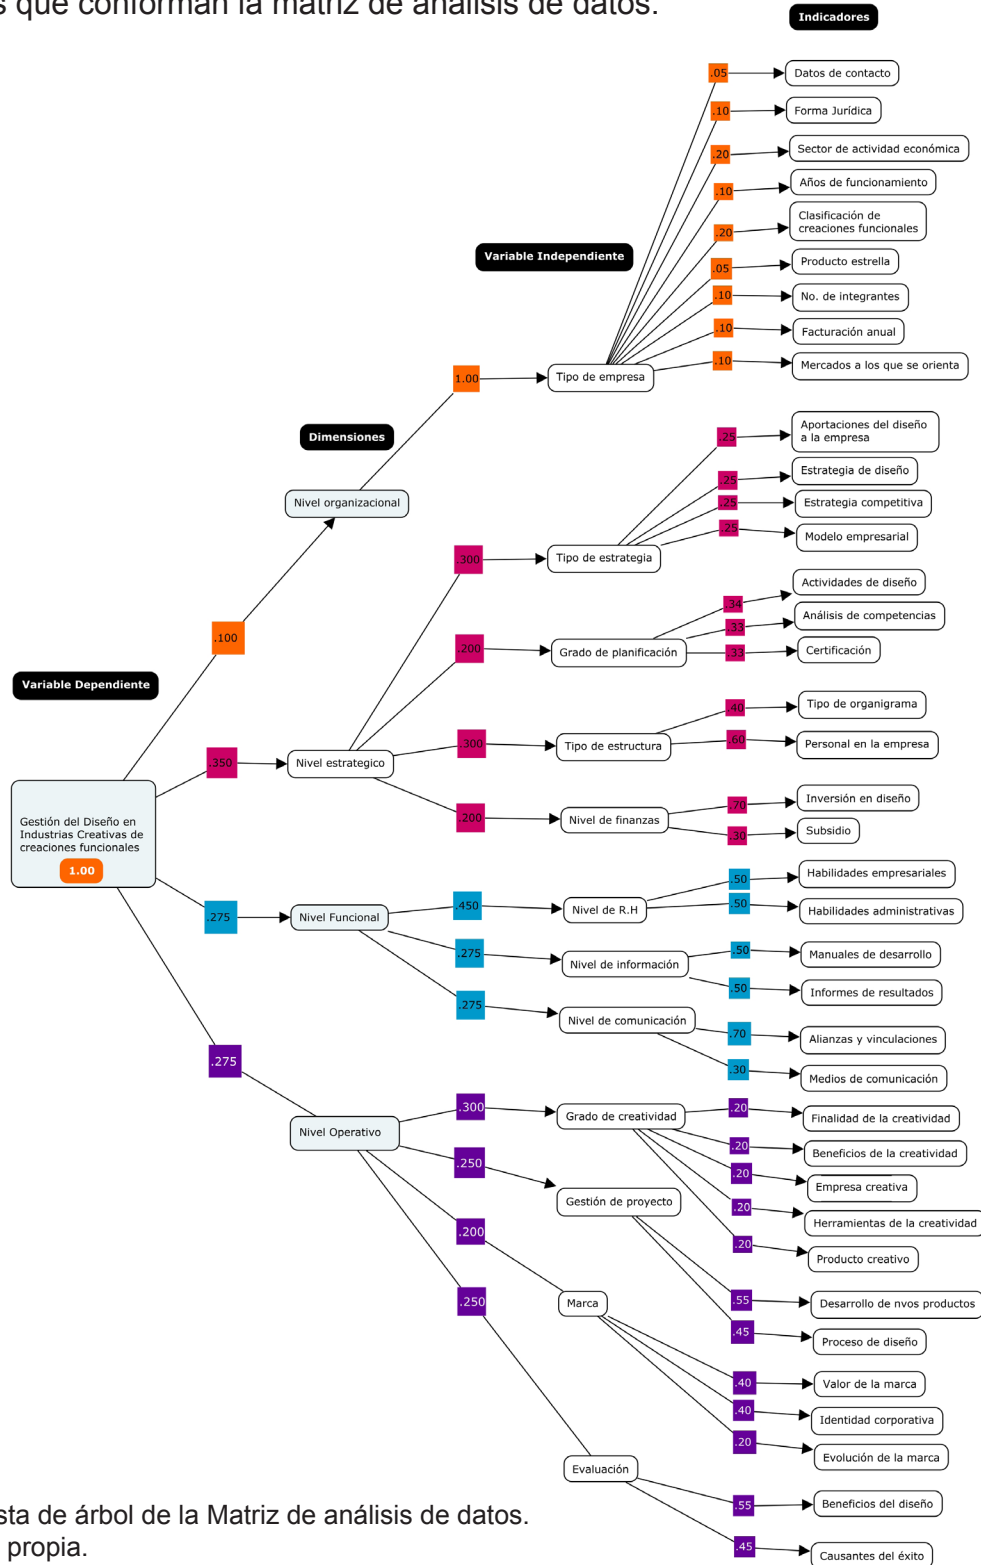 s que conforman la matriz de análisis de datos.
Indicadores
.05
Datos de contacto
.10
Forma Jurídica
.20
Sector de actividad económica
.10
Años de funcionamiento
.20
Clasificación de
creaciones funcionales
Variable Independiente
.05
Producto estrella
.10
No. de integrantes
.10
Facturación anual
.10
Mercados a los que se orienta
1.00
Tipo de empresa
Dimensiones
Nivel organizacional
.25
Aportaciones del diseño
a la empresa
.25
Estrategia de diseño
.25
Estrategia competitiva
.25
Modelo empresarial
.300
Tipo de estrategia
.34
Actividades de diseño
.33
Análisis de competencias
.33
Certificación
.100
.200
Grado de planificación
Variable Dependiente
.40
Tipo de organigrama
.60
Personal en la empresa
.300
Tipo de estructura
.350
Nivel estrategico
.70
Inversión en diseño
.30
Subsidio
.200
Nivel de finanzas
Gestión del Diseño en
Industrias Creativas de
creaciones funcionales
1.00
.50
Habilidades empresariales
.50
Habilidades administrativas
.450
Nivel de R.H
.275
Nivel Funcional
.50
Manuales de desarrollo
.50
Informes de resultados
.275
Nivel de información
.275
Nivel de comunicación
.70
Alianzas y vinculaciones
.30
Medios de comunicación
.275
.300
Grado de creatividad
.20
Finalidad de la creatividad
Nivel Operativo
.20
Beneficios de la creatividad
.20
Empresa creativa
.20
Herramientas de la creatividad
.20
Producto creativo
.250
Gestión de proyecto
.55
Desarrollo de nvos productos
.45
Proceso de diseño
.200
Marca
.40
Valor de la marca
.40
Identidad corporativa
.20
Evolución de la marca
.250
Evaluación
.55
Beneficios del diseño
.45
Causantes del éxito
sta de árbol de la Matriz de análisis de datos.
propia.